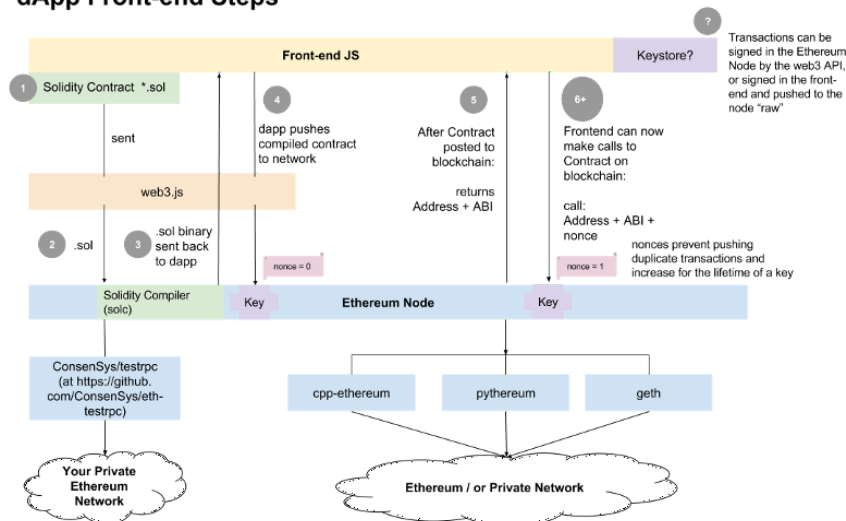 dApp Front-end Steps
?
Transactions can be
signed in the Ethereum
Node by the web3 API,
or signed in the front-
end and pushed to the
node “raw”
Front-end JS
Keystore?
1
Solidity Contract *.sol
sent
4
dapp pushes
compiled contract
to network
5
After Contract
posted to
blockchain:
returns
Address + ABI
6+
Frontend can now
make calls to
Contract on
blockchain:
call:
Address + ABI +
nonce
web3.js
2
.sol
3
.sol binary
sent back
to dapp
nonce = 0
nonce = 1
nonces prevent pushing
duplicate transactions and
increase for the lifetime of a key
Solidity Compiler
(solc)
Key
Ethereum Node
Key
ConsenSys/testrpc
(at https://github.
com/ConsenSys/eth-
testrpc)
cpp-ethereum
pythereum
geth
Your Private
Ethereum
Network
Ethereum / or Private Network